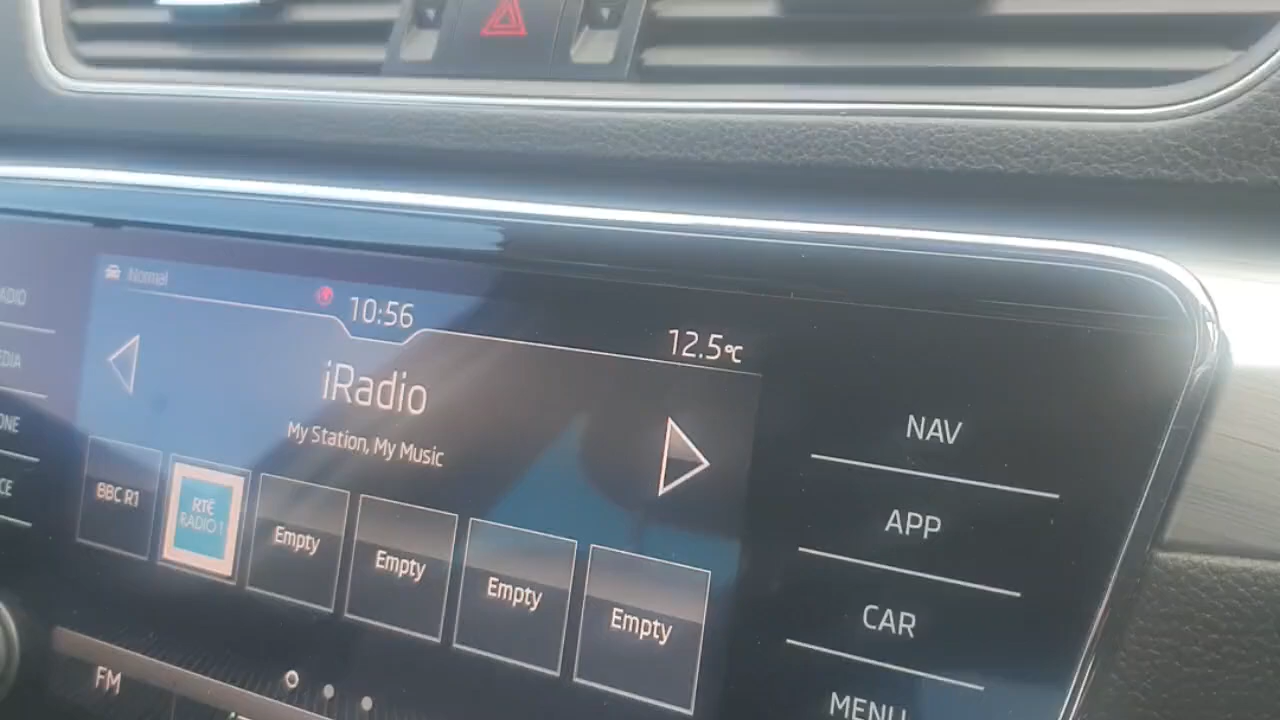 Normal
10:56
12.5°C
iRadio
My Station, My Music
BBC R1
RTÉ
RADIO 1
Empty
Empty
Empty
Empty
FM
NAV
APP
CAR
MENU